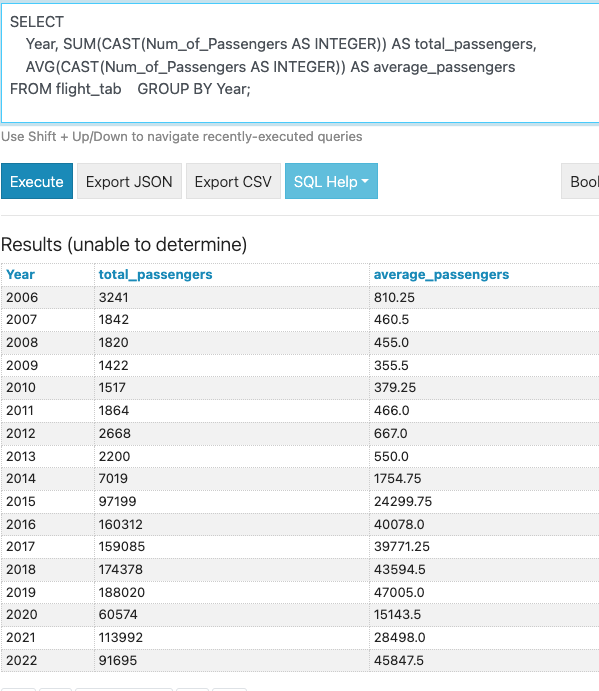 SELECT
Year, SUM(CAST(Num_of_Passengers AS INTEGER)) AS total_passengers,
AVG(CAST(Num_of_Passengers AS INTEGER)) AS average_passengers
FROM flight_tab GROUP BY Year;
Use Shift + Up/Down to navigate recently-executed queries
Execute Export JSON Export CSV SQL Help
Results (unable to determine)
Year total_passengers average_passengers
2006 3241 810.25
2007 1842 460.5
2008 1820 455.0
2009 1422 355.5
2010 1517 379.25
2011 1864 466.0
2012 2668 667.0
2013 2200 550.0
2014 7019 1754.75
2015 97199 24299.75
2016 160312 40078.0
2017 159085 39771.25
2018 174378 43594.5
2019 188020 47005.0
2020 60574 15143.5
2021 113992 28498.0
2022 91695 45847.5